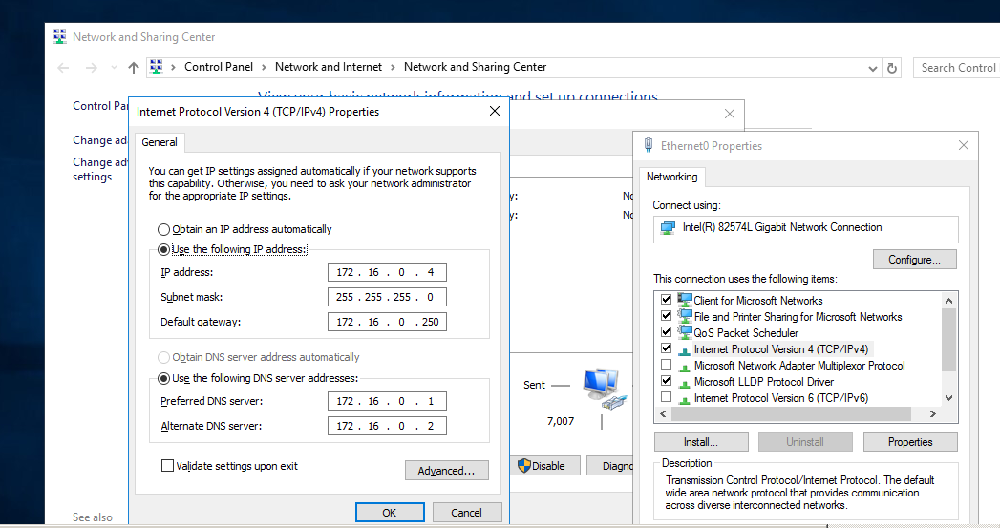 Network and Sharing Center
Control Panel > Network and Internet > Network and Sharing Center
Search Control
Control Pa
View your basic network information and set up connections
Change ad
Change ad
settings
See also
Internet Protocol Version 4 (TCP/IPv4) Properties
General
You can get IP settings assigned automatically if your network supports
this capability. Otherwise, you need to ask your network administrator
for the appropriate IP settings.
Obtain an IP address automatically
Use the following IP address:
IP address: 172 . 16 . 0 . 4
Subnet mask: 255 . 255 . 255 . 0
Default gateway: 172 . 16 . 0 . 250
Obtain DNS server address automatically
Use the following DNS server addresses:
Preferred DNS server: 172 . 16 . 0 . 1
Alternate DNS server: 172 . 16 . 0 . 2
Validate settings upon exit
Advanced...
OK Cancel
y: No
y: No
Sent
7,007
Disable Diagno
Ethernet0 Properties
Networking
Connect using:
Intel(R) 82574L Gigabit Network Connection
Configure...
This connection uses the following items:
Client for Microsoft Networks
File and Printer Sharing for Microsoft Networks
QoS Packet Scheduler
Internet Protocol Version 4 (TCP/IPv4)
Microsoft Network Adapter Multiplexor Protocol
Microsoft LLDP Protocol Driver
Internet Protocol Version 6 (TCP/IPv6)
Install... Uninstall Properties
Description
Transmission Control Protocol/Internet Protocol. The default
wide area network protocol that provides communication
across diverse interconnected networks.